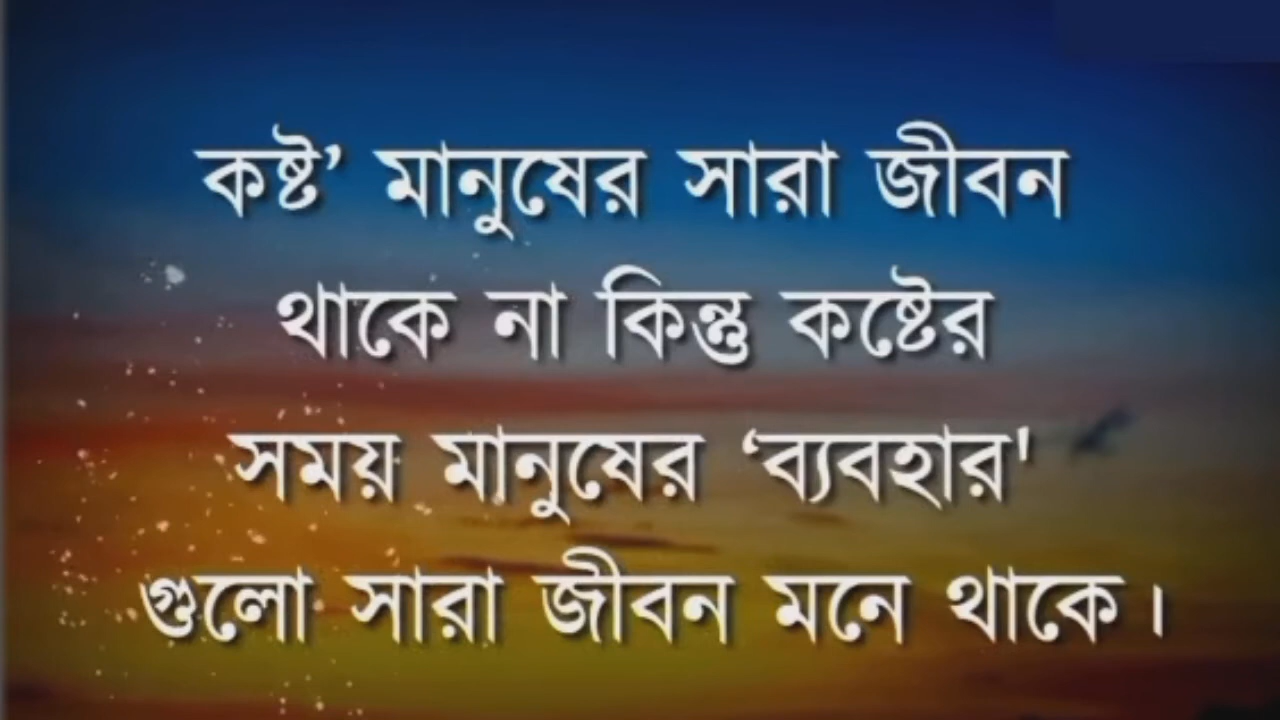 কষ্ট’ মানুষের সারা জীবন
থাকে না কিন্তু কষ্টের
সময় মানুষের ‘ব্যবহার'
গুলো সারা জীবন মনে থাকে।